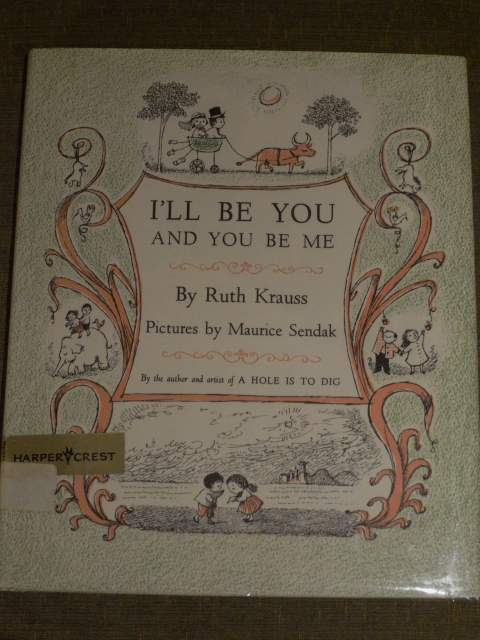 I'LL BE YOU
AND YOU BE ME
By Ruth Krauss
Pictures by Maurice Sendak
By the author and artist of A HOLE IS TO DIG
HARPER CREST